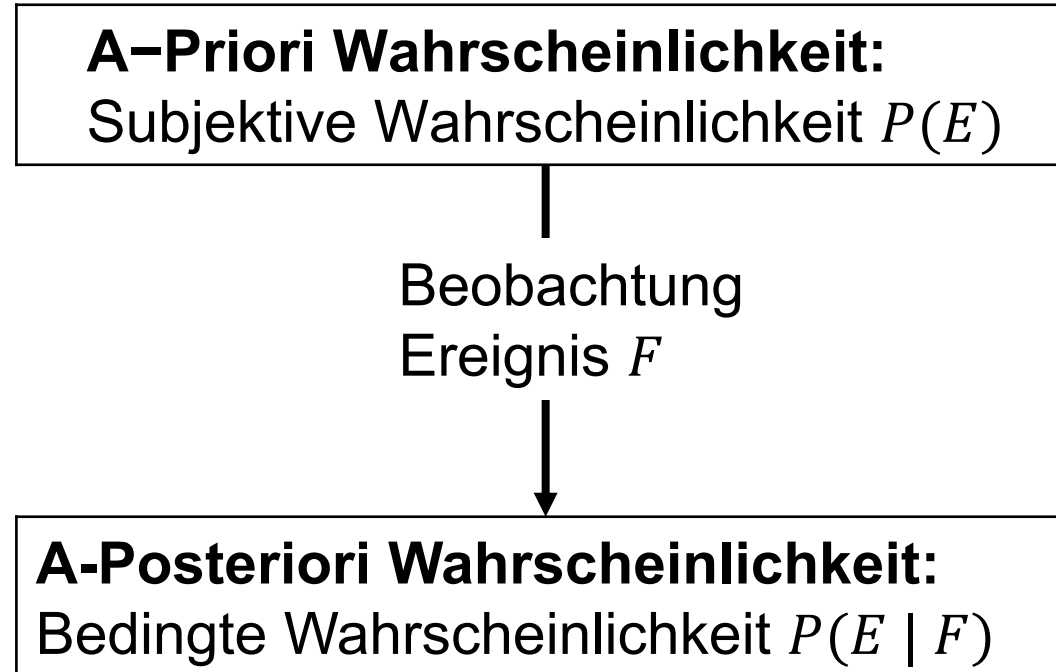 A−Priori Wahrscheinlichkeit:
Subjektive Wahrscheinlichkeit P(E)
Beobachtung
Ereignis F
A-Posteriori Wahrscheinlichkeit:
Bedingte Wahrscheinlichkeit P(E | F)